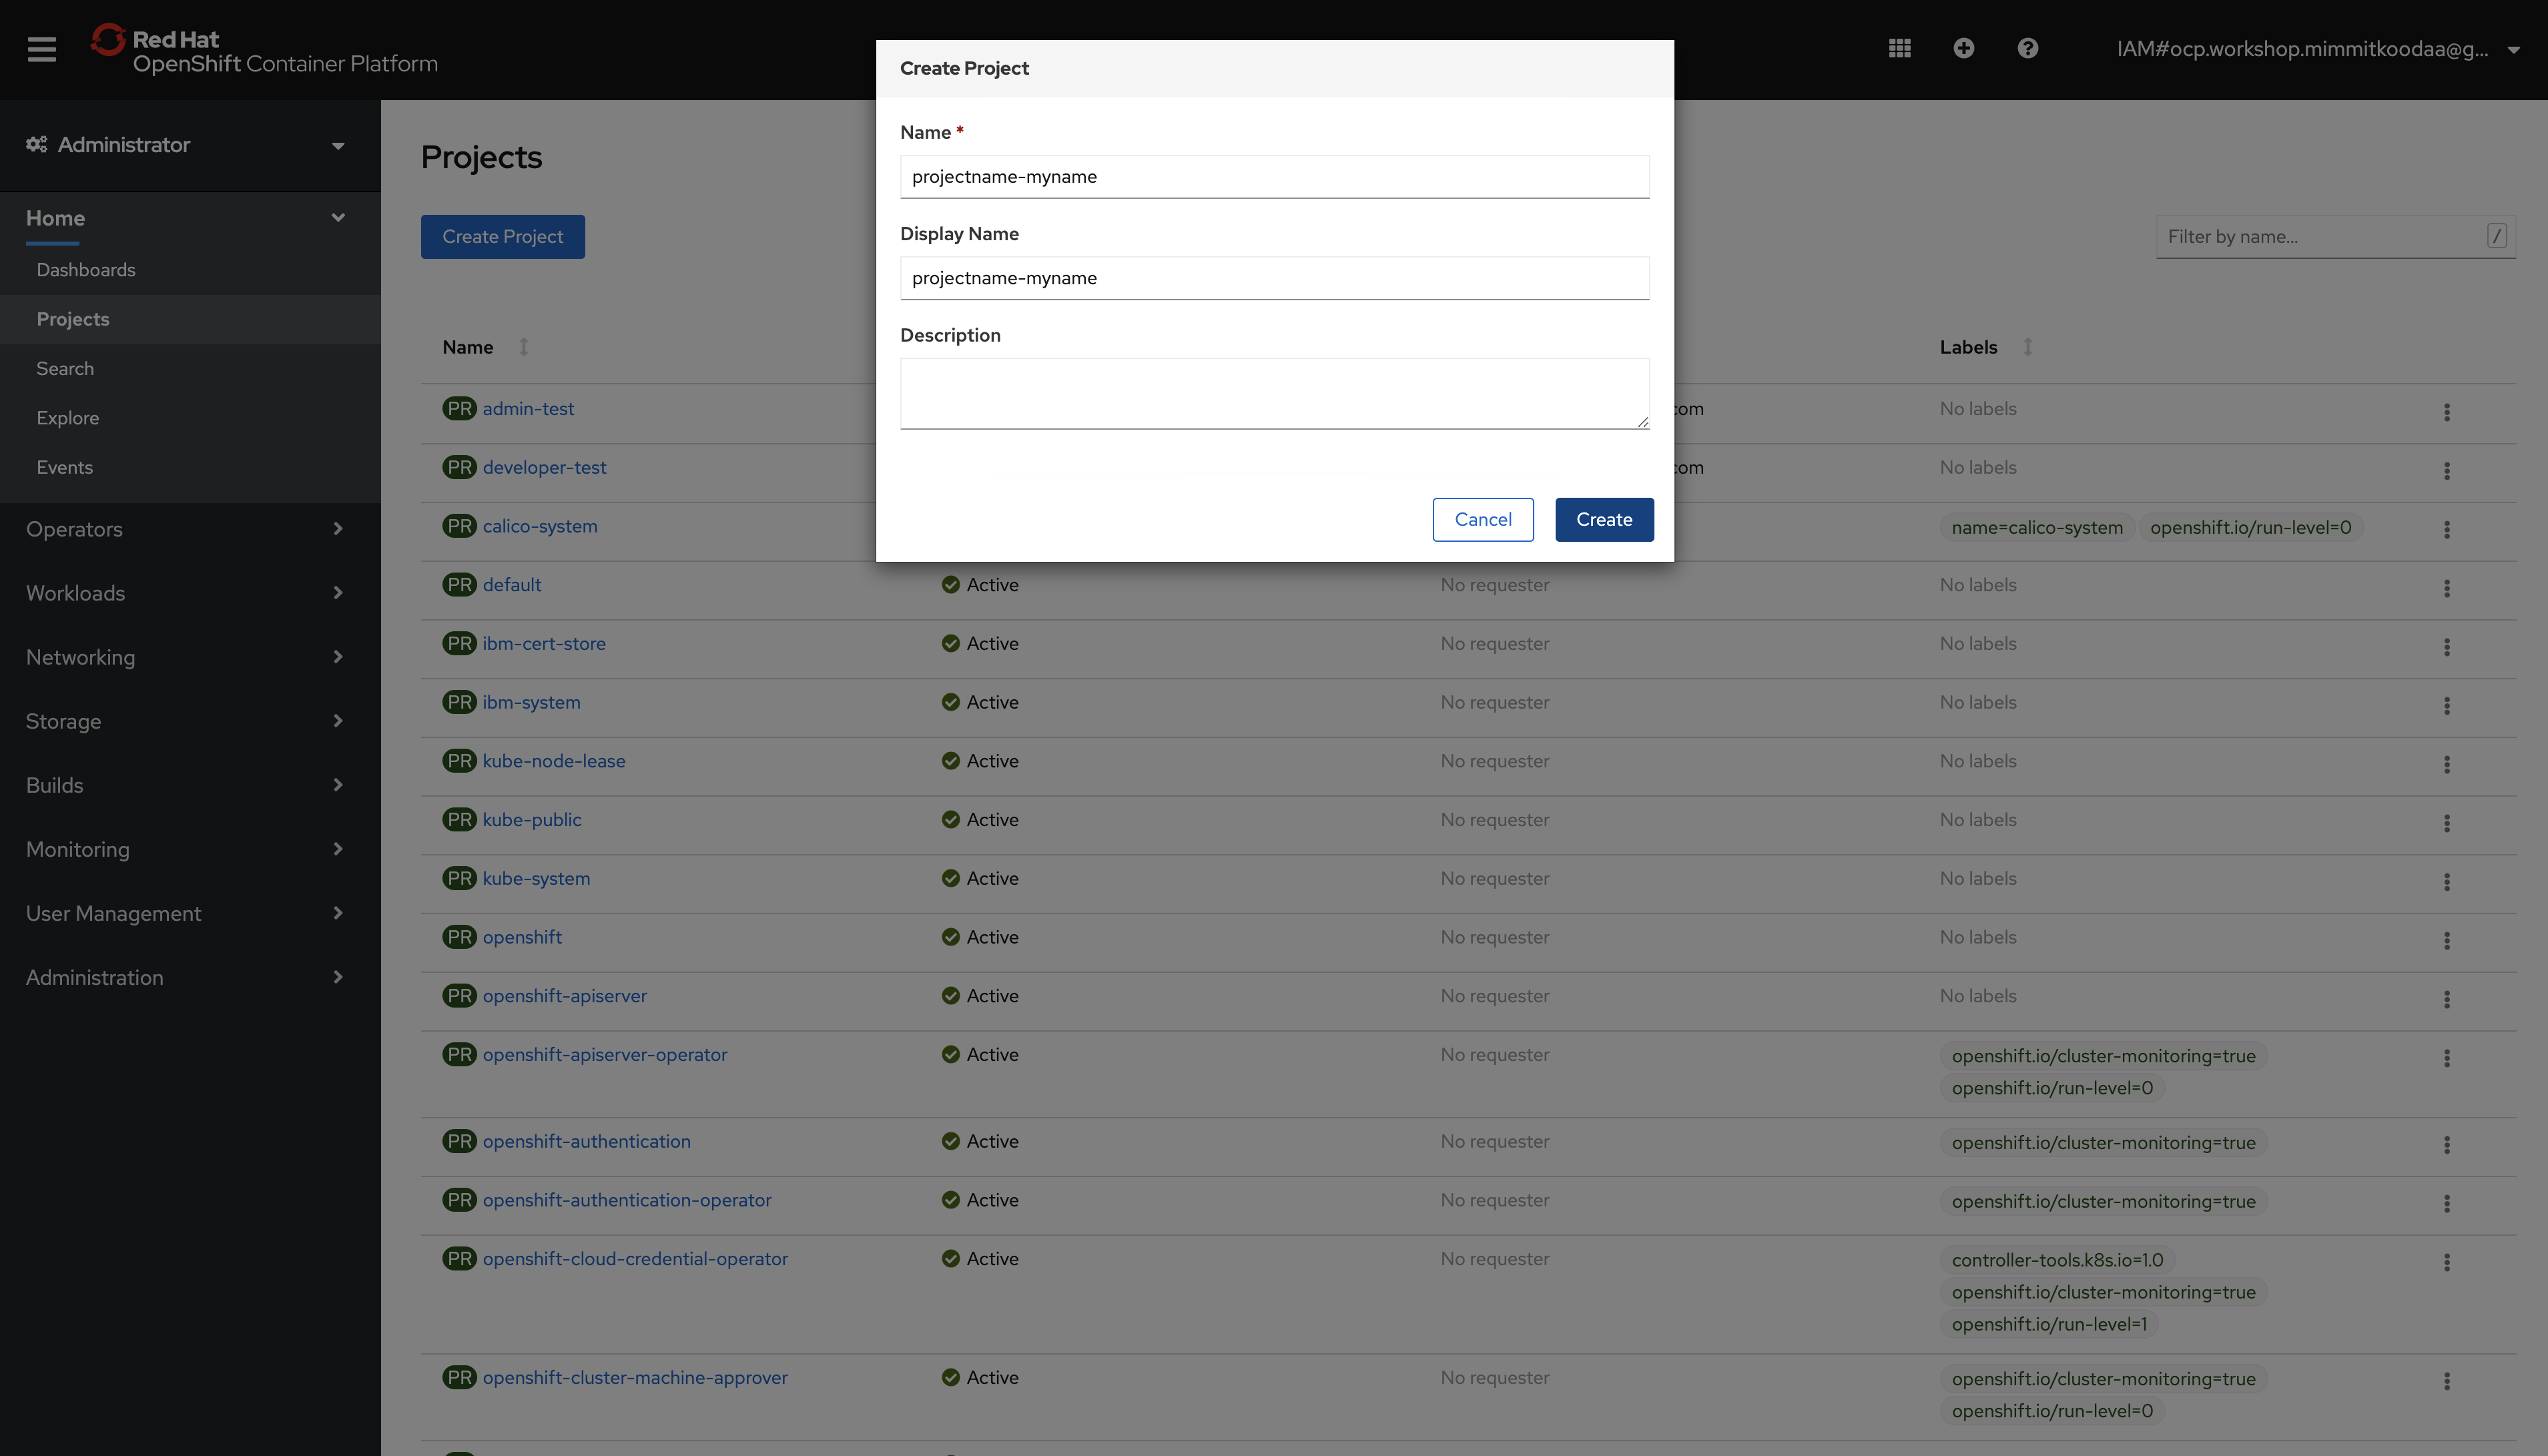 Red Hat
OpenShift Container Platform
IAM#ocp.workshop.mimmitkoodaa@g...
Administrator
Home
Dashboards
Projects
Search
Explore
Events
Operators
Workloads
Networking
Storage
Builds
Monitoring
User Management
Administration
Projects
Create Project
Filter by name...
/
Create Project
Name *
projectname-myname
Display Name
projectname-myname
Description
Cancel
Create
Name
Labels
PR admin-test com No labels
PR developer-test com No labels
PR calico-system name=calico-system openshift.io/run-level=0
PR default Active No requester No labels
PR ibm-cert-store Active No requester No labels
PR ibm-system Active No requester No labels
PR kube-node-lease Active No requester No labels
PR kube-public Active No requester No labels
PR kube-system Active No requester No labels
PR openshift Active No requester No labels
PR openshift-apiserver Active No requester No labels
PR openshift-apiserver-operator Active No requester openshift.io/cluster-monitoring=true
openshift.io/run-level=0
PR openshift-authentication Active No requester openshift.io/cluster-monitoring=true
PR openshift-authentication-operator Active No requester openshift.io/cluster-monitoring=true
PR openshift-cloud-credential-operator Active No requester controller-tools.k8s.io=1.0
openshift.io/cluster-monitoring=true
openshift.io/run-level=1
PR openshift-cluster-machine-approver Active No requester openshift.io/cluster-monitoring=true
openshift.io/run-level=0